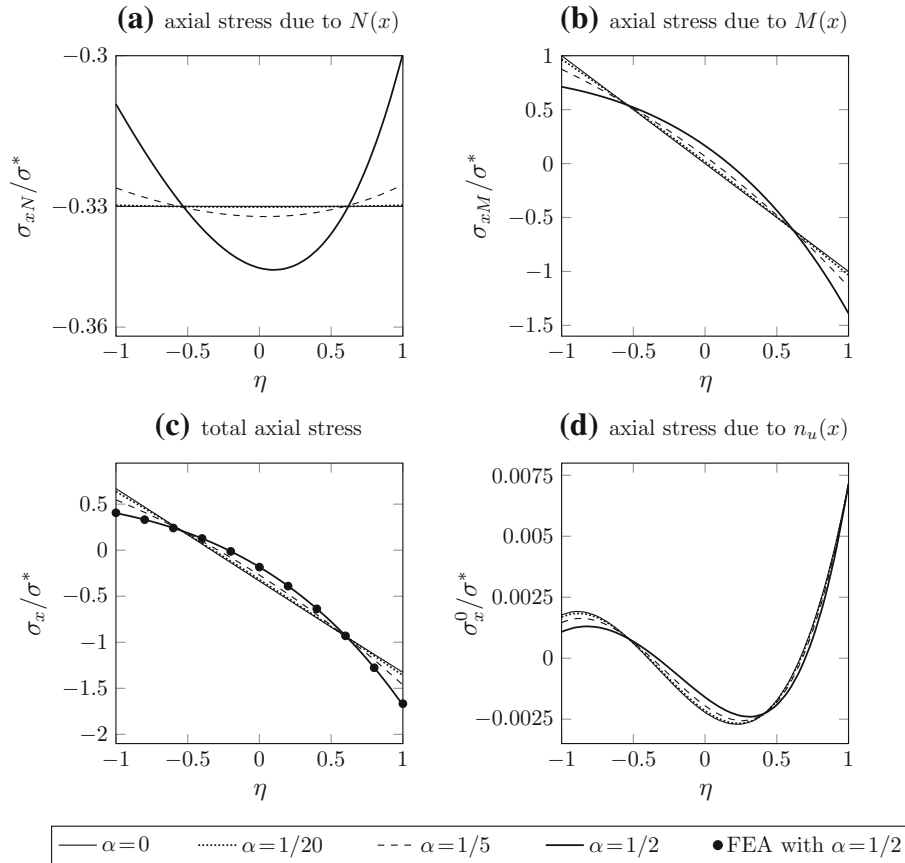 (a) axial stress due to N(x)
−0.3
−0.33
−0.36
σxN/σ*
−1 −0.5 0 0.5 1
η
(b) axial stress due to M(x)
1
0.5
0
−0.5
−1
−1.5
σxM/σ*
−1 −0.5 0 0.5 1
η
(c) total axial stress
0.5
0
−0.5
−1
−1.5
−2
σx/σ*
−1 −0.5 0 0.5 1
η
(d) axial stress due to nu(x)
0.0075
0.0025
0
−0.0025
σx0/σ*
−1 −0.5 0 0.5 1
η
α=0 α=1/20 α=1/5 α=1/2 FEA with α=1/2